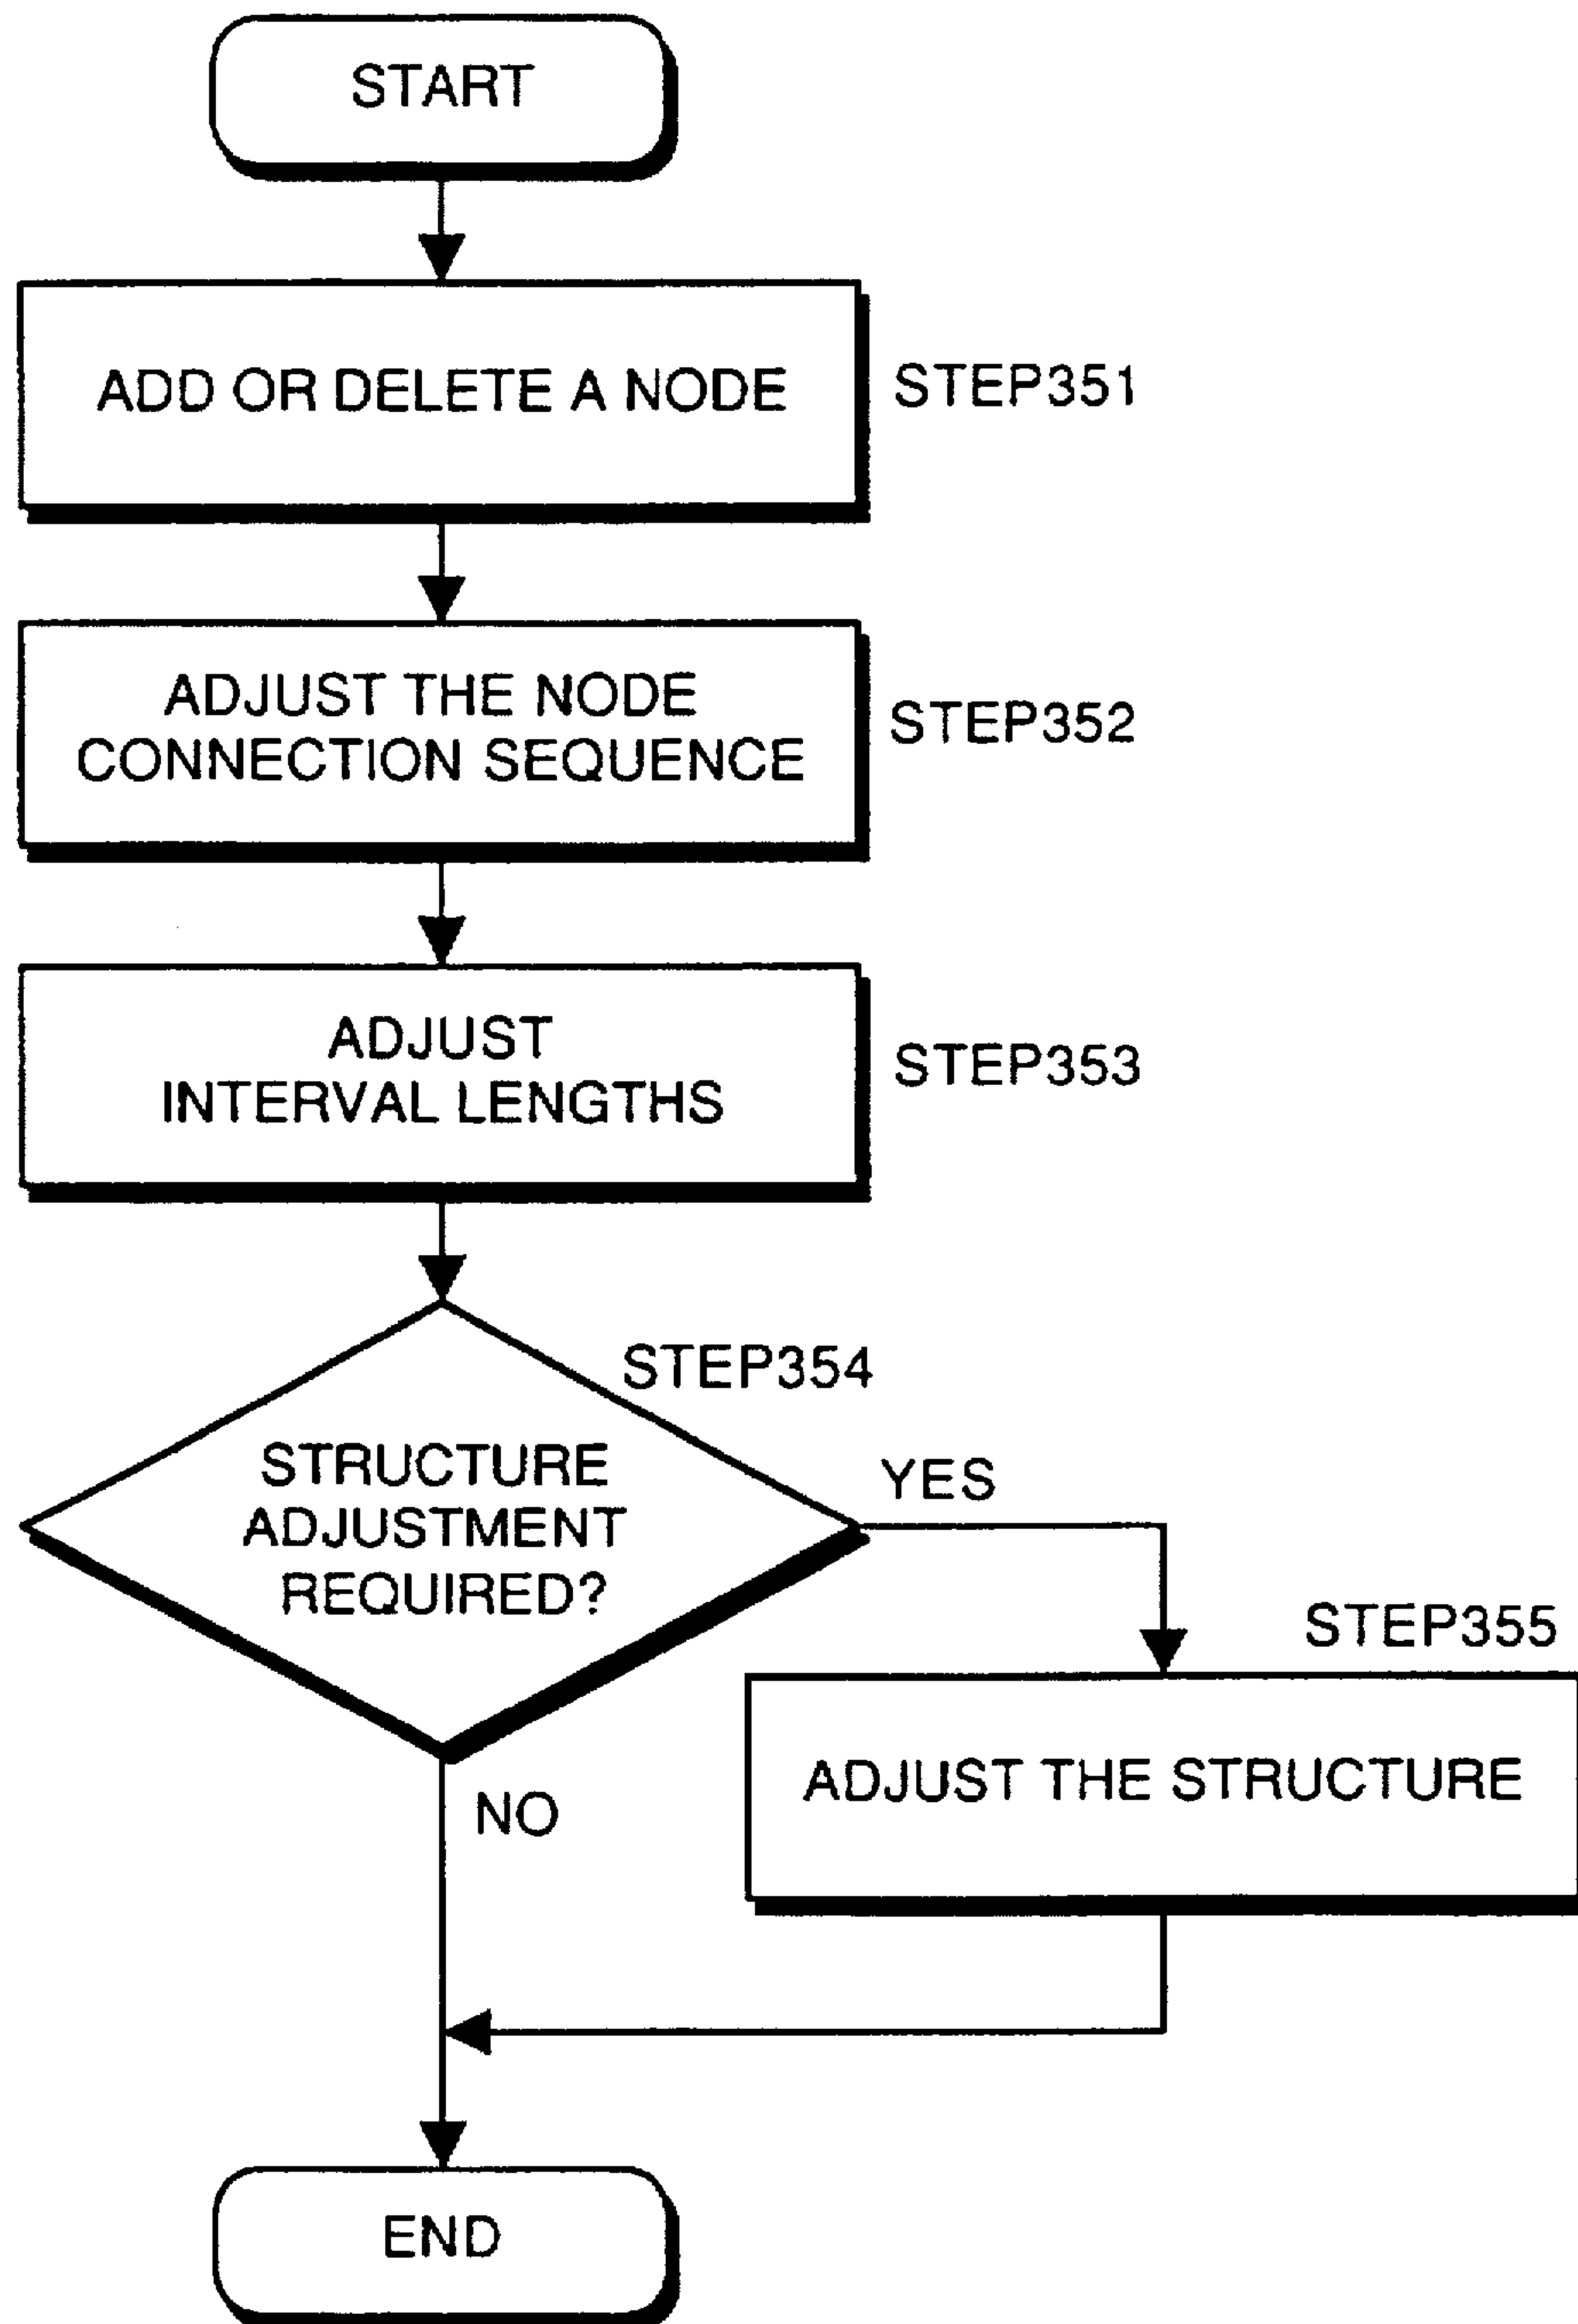 START
ADD OR DELETE A NODE
STEP351
ADJUST THE NODE
CONNECTION SEQUENCE
STEP352
ADJUST
INTERVAL LENGTHS
STEP353
STEP354
STRUCTURE
ADJUSTMENT
REQUIRED?
YES
STEP355
ADJUST THE STRUCTURE
NO
END